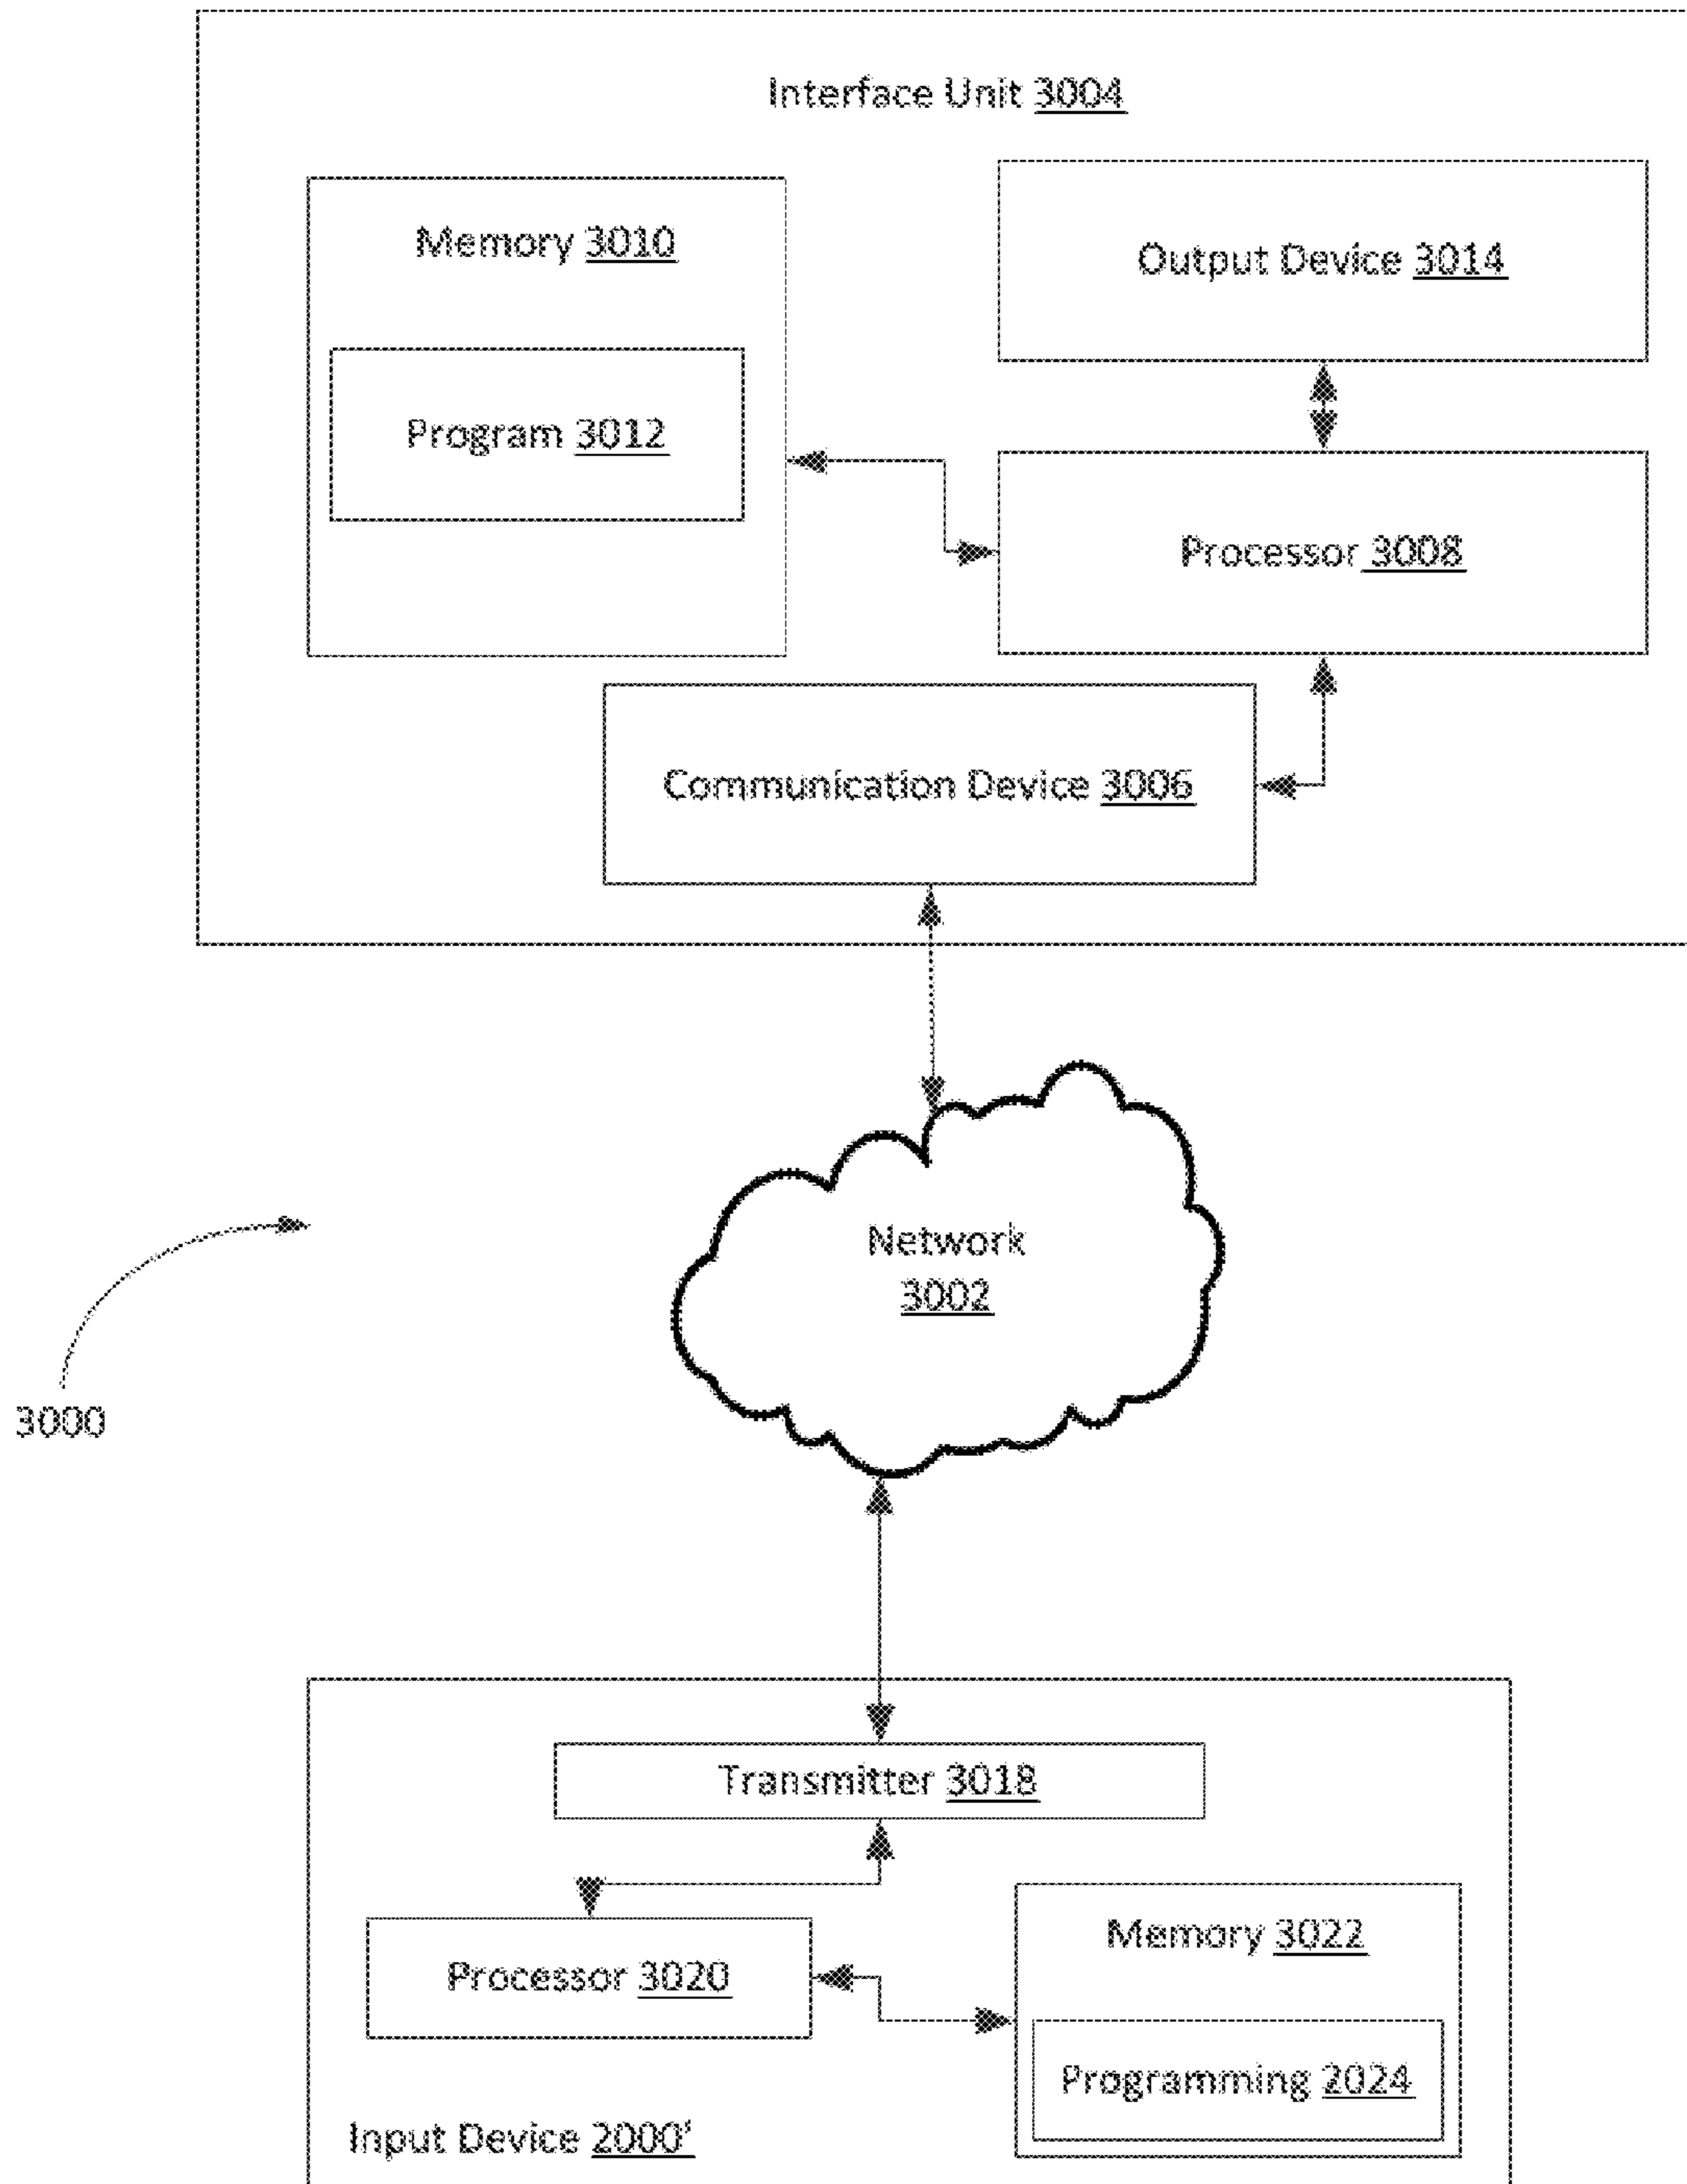 Interface Unit 3004
Memory 3010
Output Device 3014
Program 3012
Processor 3008
Communication Device 3006
Network
3002
3000
Transmitter 3018
Memory 3022
Processor 3020
Programming 2024
Input Device 2000'